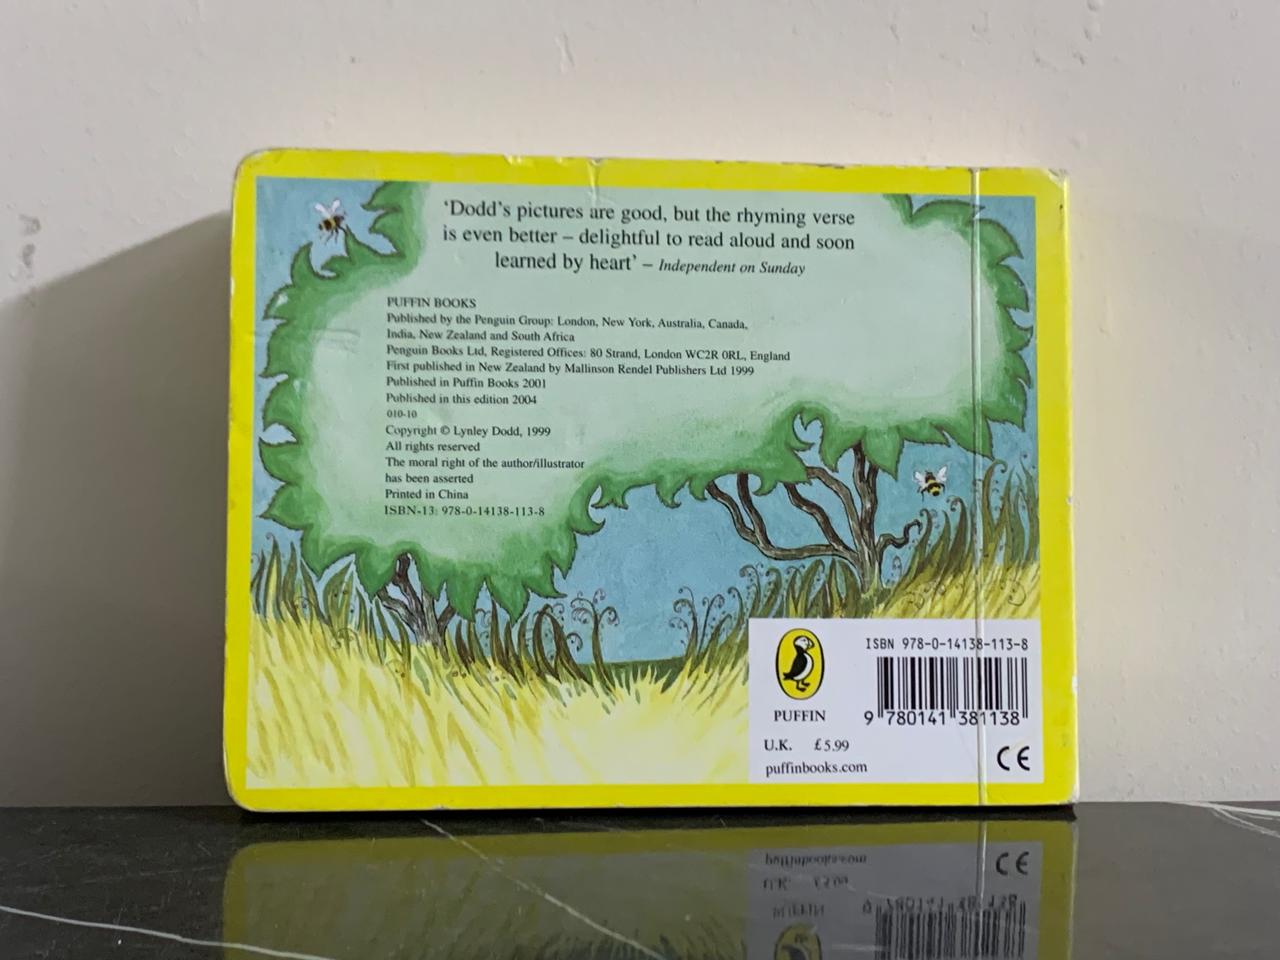 ‘Dodd’s pictures are good, but the rhyming verse
is even better – delightful to read aloud and soon
learned by heart’ – Independent on Sunday
PUFFIN BOOKS
Published by the Penguin Group: London, New York, Australia, Canada,
India, New Zealand and South Africa
Penguin Books Ltd, Registered Offices: 80 Strand, London WC2R 0RL, England
First published in New Zealand by Mallinson Rendel Publishers Ltd 1999
Published in Puffin Books 2001
Published in this edition 2004
010-10
Copyright © Lynley Dodd, 1999
All rights reserved
The moral right of the author/illustrator
has been asserted
Printed in China
ISBN-13: 978-0-14138-113-8
ISBN 978-0-14138-113-8
9 780141 381138
PUFFIN
U.K. £5.99
puffinbooks.com
CE